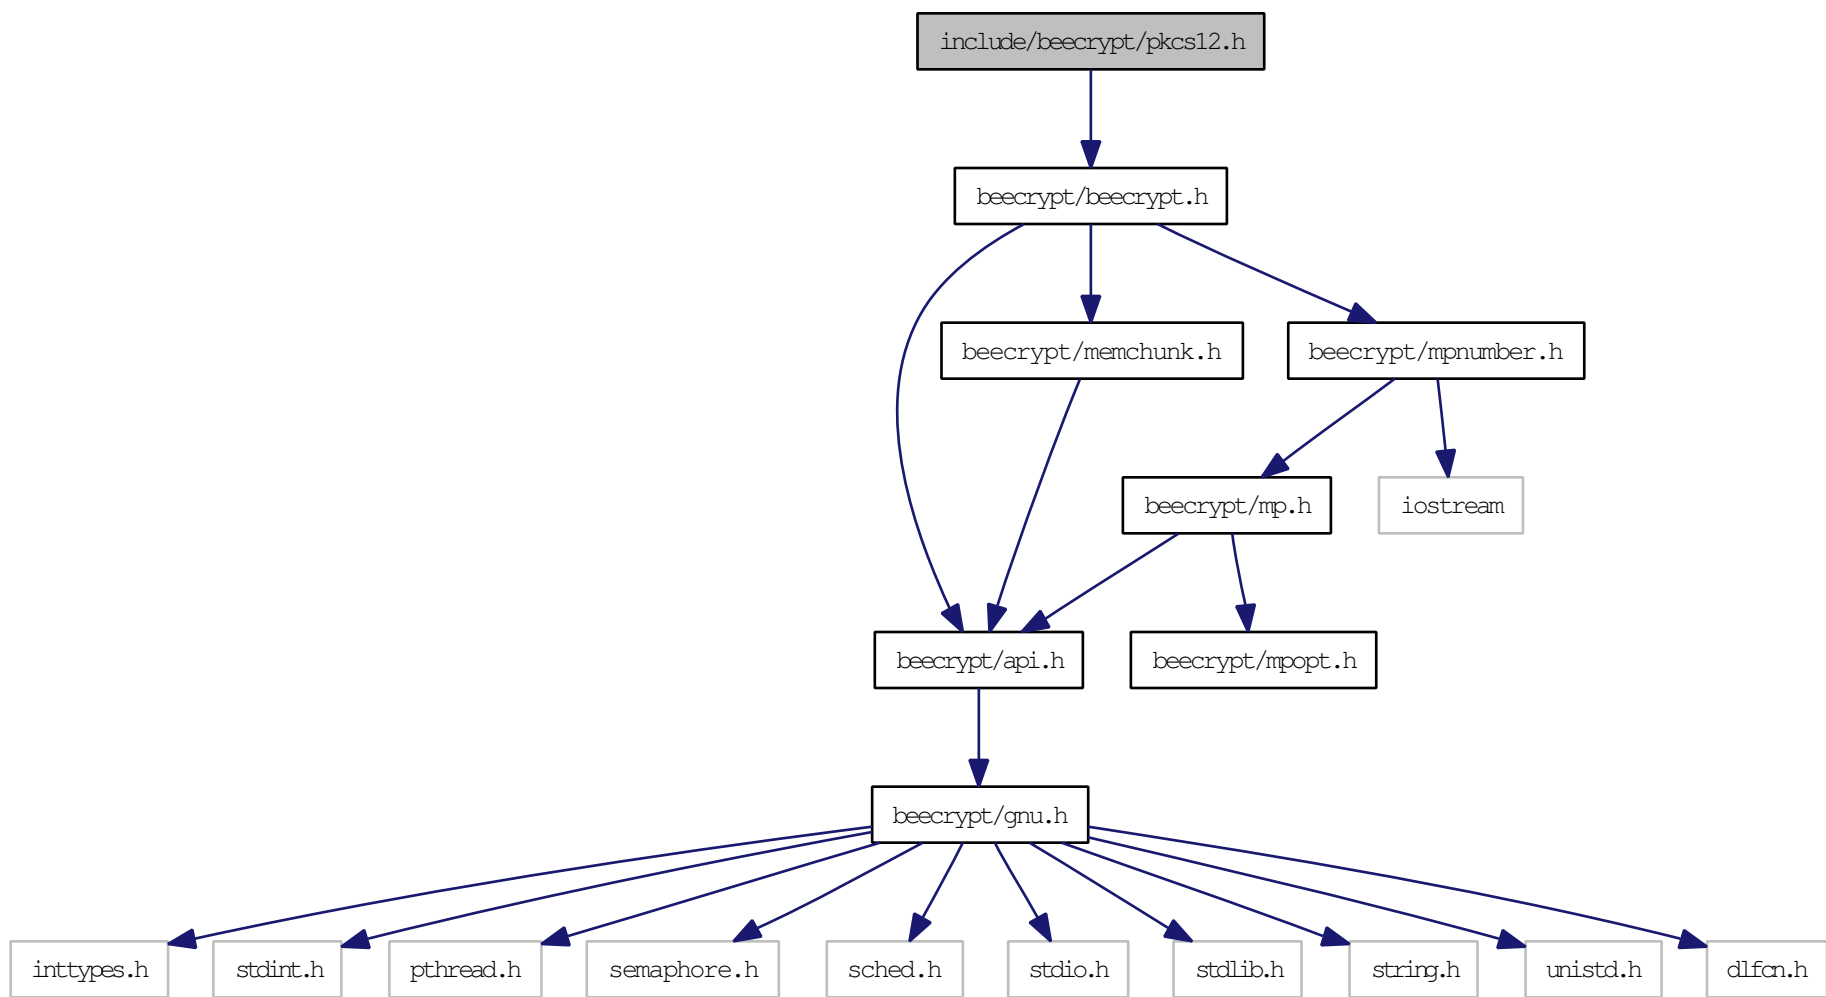 include/beecrypt/pkcs12.h
beecrypt/beecrypt.h
beecrypt/memchunk.h
beecrypt/mpnumber.h
beecrypt/mp.h
iostream
beecrypt/api.h
beecrypt/mpopt.h
beecrypt/gnu.h
inttypes.h
stdint.h
pthread.h
semaphore.h
sched.h
stdio.h
stdlib.h
string.h
unistd.h
dlfcn.h